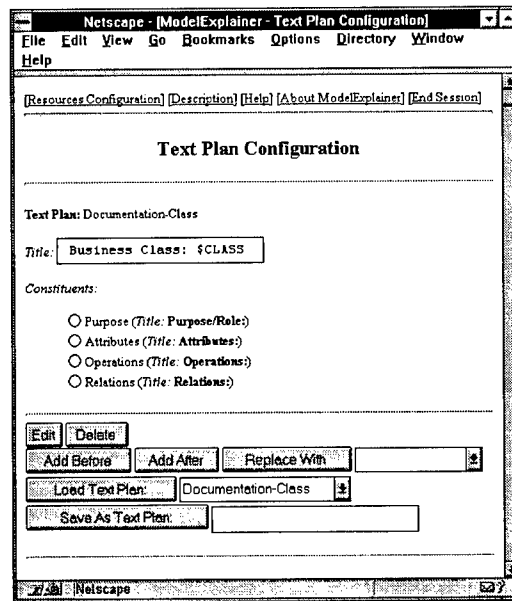 Netscape - [ModelExplainer - Text Plan Configuration]
File Edit View Go Bookmarks Options Directory Window
Help
[Resources Configuration] [Description] [Help] [About ModelExplainer] [End Session]
Text Plan Configuration
Text Plan: Documentation-Class
Title: Business Class: $CLASS
Constituents:
Purpose (Title: Purpose/Role:)
Attributes (Title: Attributes:)
Operations (Title: Operations:)
Relations (Title: Relations:)
Edit Delete
Add Before Add After Replace With
Load Text Plan: Documentation-Class
Save As Text Plan:
Netscape